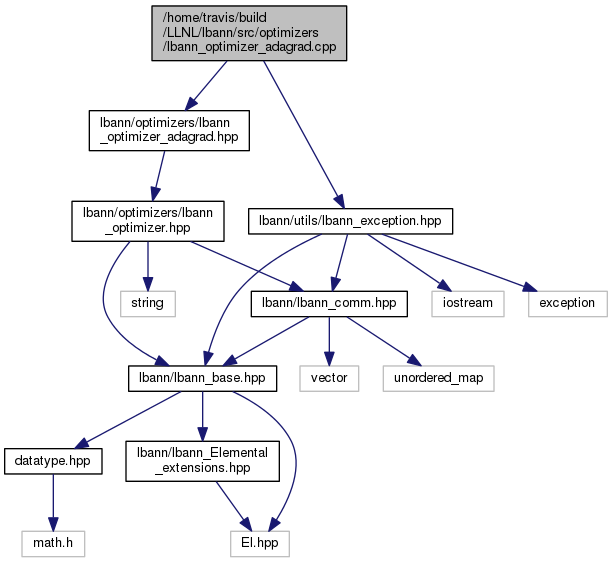 /home/travis/build
/LLNL/lbann/src/optimizers
/lbann_optimizer_adagrad.cpp
lbann/optimizers/lbann
_optimizer_adagrad.hpp
lbann/optimizers/lbann
_optimizer.hpp
lbann/utils/lbann_exception.hpp
string
lbann/lbann_comm.hpp
iostream
exception
lbann/lbann_base.hpp
vector
unordered_map
datatype.hpp
lbann/lbann_Elemental
_extensions.hpp
math.h
El.hpp